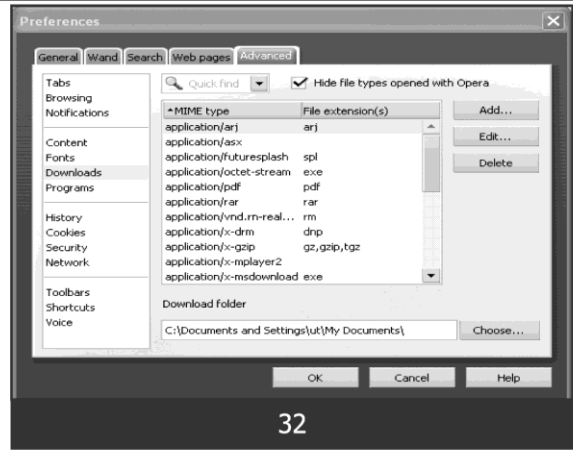 Preferences
General Wand Search Web pages Advanced
Tabs
Browsing
Notifications
Content
Fonts
Downloads
Programs
History
Cookies
Security
Network
Toolbars
Shortcuts
Voice
Quick find
Hide file types opened with Opera
MIME type File extension(s)
application/arj arj
application/asx
application/futuresplash spl
application/octet-stream exe
application/pdf pdf
application/rar rar
application/vnd.rn-real... rm
application/x-drm dnp
application/x-gzip gz,gzip,tgz
application/x-mplayer2
application/x-msdownload exe
Add...
Edit...
Delete
Download folder
C:\Documents and Settings\ut\My Documents\ Choose...
OK Cancel Help
32